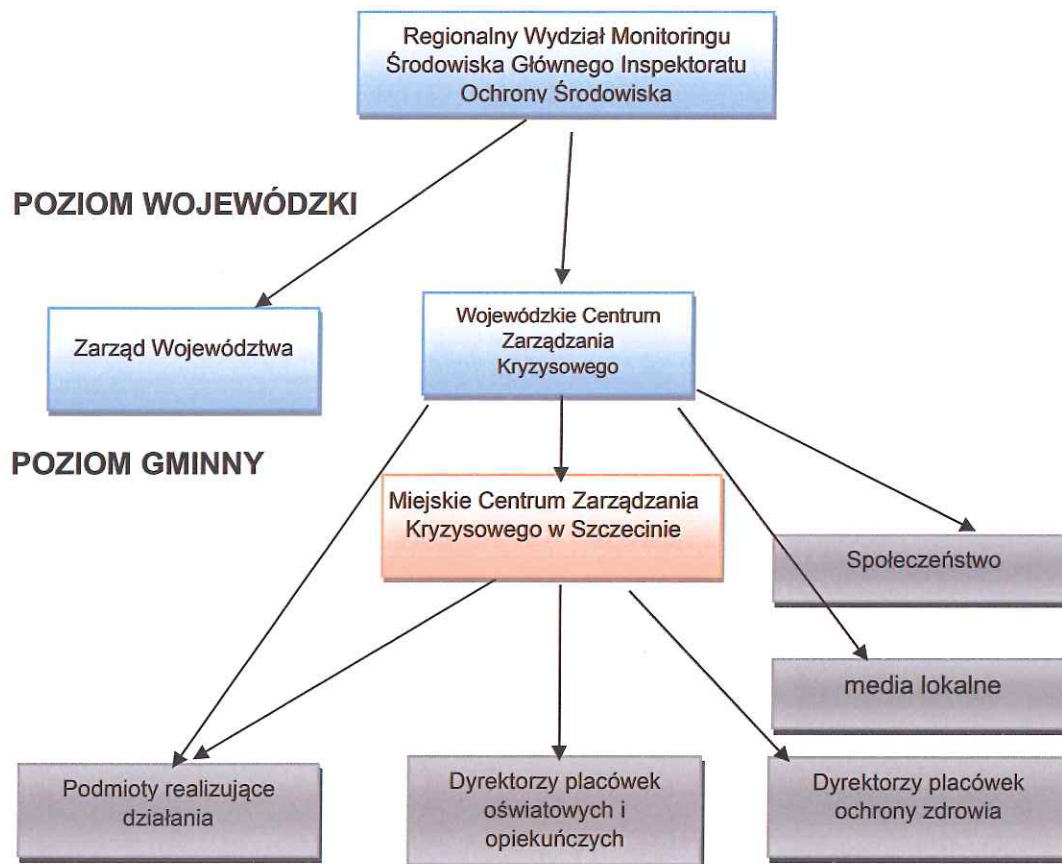 Regionalny Wydział Monitoringu
Środowiska Głównego Inspektoratu
Ochrony Środowiska
POZIOM WOJEWÓDZKI
Zarząd Województwa
Wojewódzkie Centrum
Zarządzania
Kryzysowego
POZIOM GMINNY
Miejskie Centrum Zarządzania
Kryzysowego w Szczecinie
Społeczeństwo
media lokalne
Podmioty realizujące
działania
Dyrektorzy placówek
oświatowych i
opiekuńczych
Dyrektorzy placówek
ochrony zdrowia